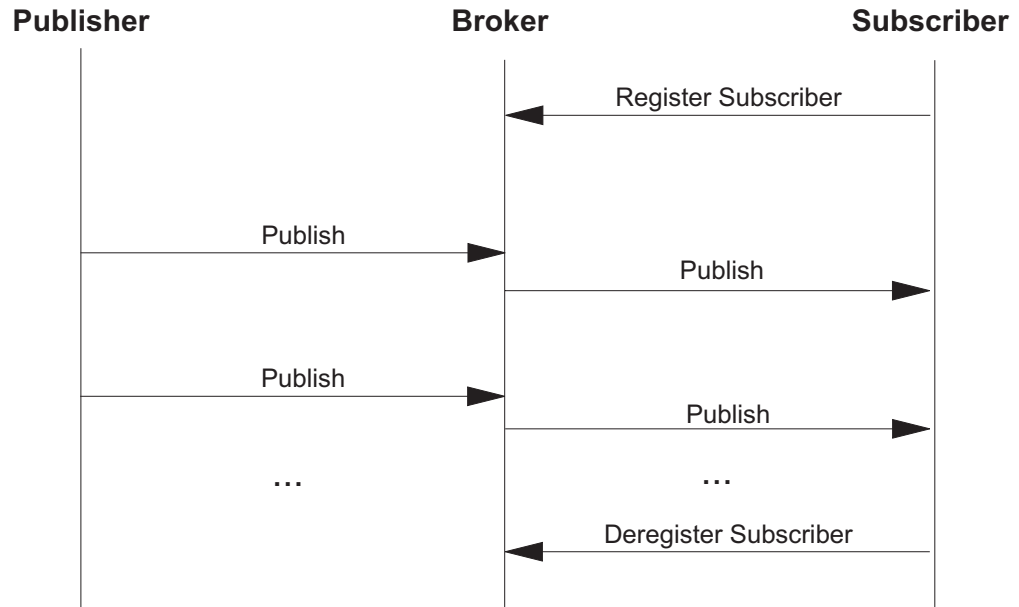 Publisher
Broker
Subscriber
Register Subscriber
Publish
Publish
Publish
Publish
...
...
Deregister Subscriber